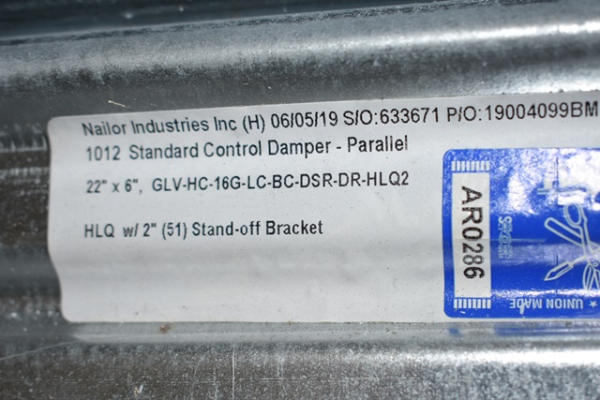 Nailor Industries Inc (H) 06/05/19 S/O:633671 P/O:19004099BM
1012 Standard Control Damper - Parallel
22" x 6", GLV-HC-16G-LC-BC-DSR-DR-HLQ2
HLQ w/ 2" (51) Stand-off Bracket
AR0286
UNION MADE